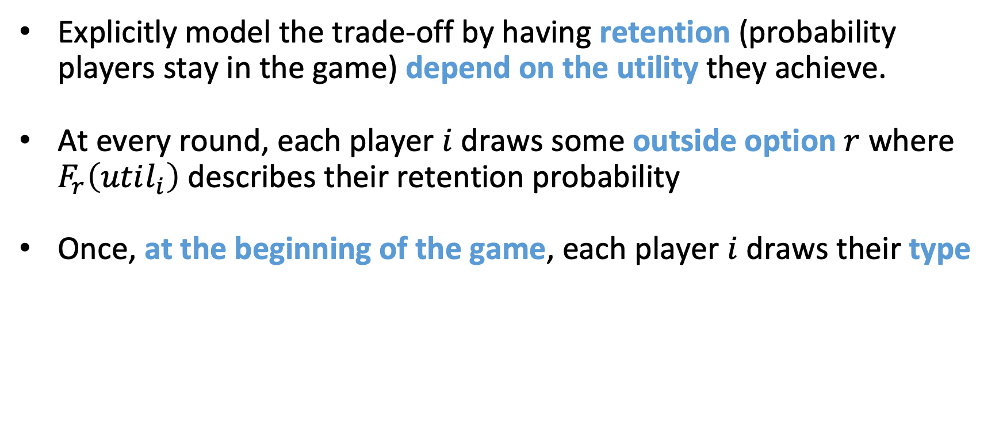 • Explicitly model the trade-off by having retention (probability
players stay in the game) depend on the utility they achieve.
• At every round, each player 𝑖 draws some outside option 𝑟 where
𝐹ᵣ(𝑢𝑡𝑖𝑙ᵢ) describes their retention probability
• Once, at the beginning of the game, each player 𝑖 draws their type